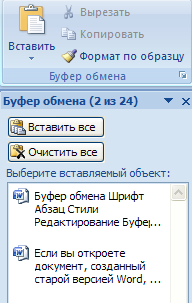 Вырезать
Копировать
Вставить
Формат по образцу
Буфер обмена
Буфер обмена (2 из 24)
Вставить все
Очистить все
Выберите вставляемый объект:
Буфер обмена Шрифт
Абзац Стили
Редактирование Буфер...
Если вы откроете
документ, созданный
старой версией Word, ...